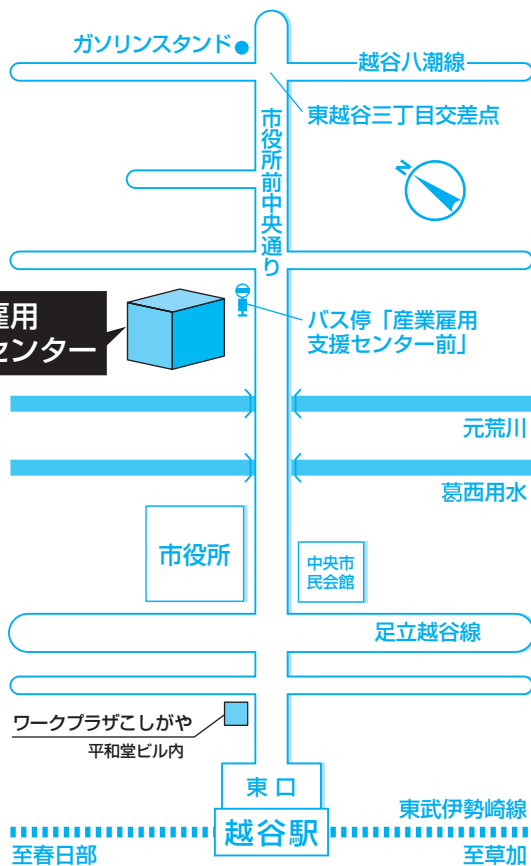 ガソリンスタンド
越谷八潮線
東越谷三丁目交差点
市役所前中央通り
N
雇用
センター
バス停「産業雇用
支援センター前」
元荒川
葛西用水
市役所
中央市
民会館
足立越谷線
ワークプラザこしがや
平和堂ビル内
東口
東武伊勢崎線
越谷駅
至春日部
至草加